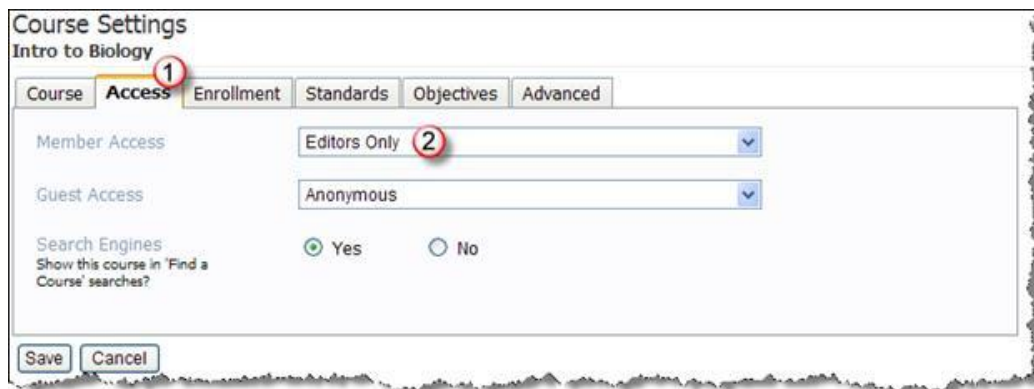 Course Settings
Intro to Biology
1
Course Access Enrollment Standards Objectives Advanced
Member Access Editors Only 2
Guest Access Anonymous
Search Engines Yes No
Show this course in 'Find a
Course' searches?
Save Cancel